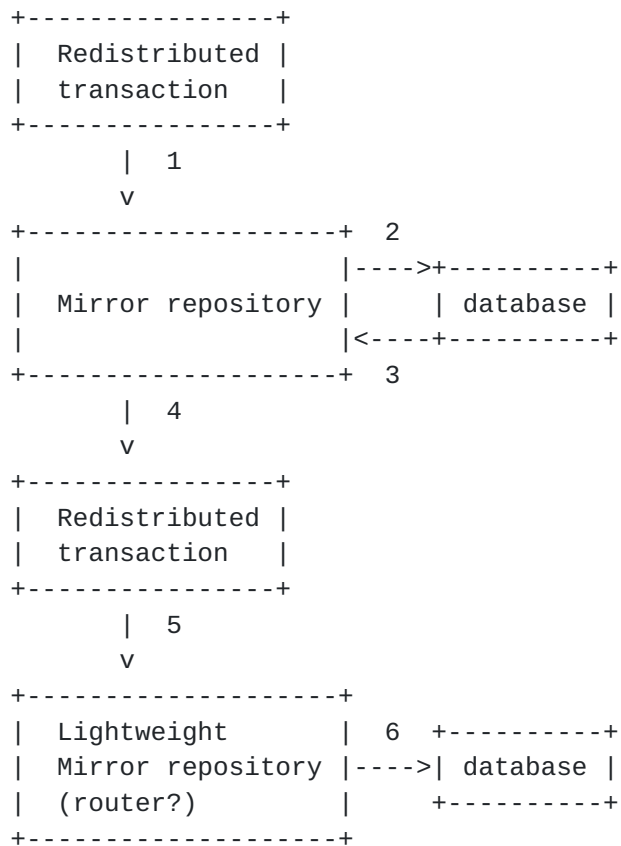 Redistributed
transaction
1
v
2
Mirror repository
database
3
4
v
Redistributed
transaction
5
v
Lightweight
6
Mirror repository
database
(router?)